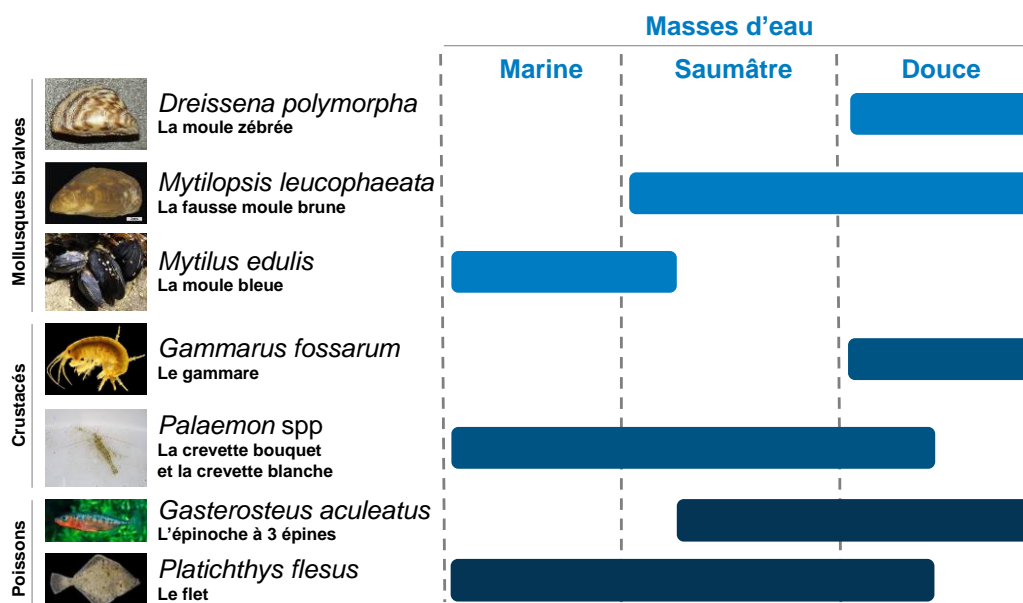 Masses d'eau
Marine Saumâtre Douce
Mollusques bivalves
Dreissena polymorpha
La moule zébrée
Mytilopsis leucophaeata
La fausse moule brune
Mytilus edulis
La moule bleue
Crustacés
Gammarus fossarum
Le gammare
Palaemon spp
La crevette bouquet
et la crevette blanche
Poissons
Gasterosteus aculeatus
L'épinoche à 3 épines
Platichthys flesus
Le flet